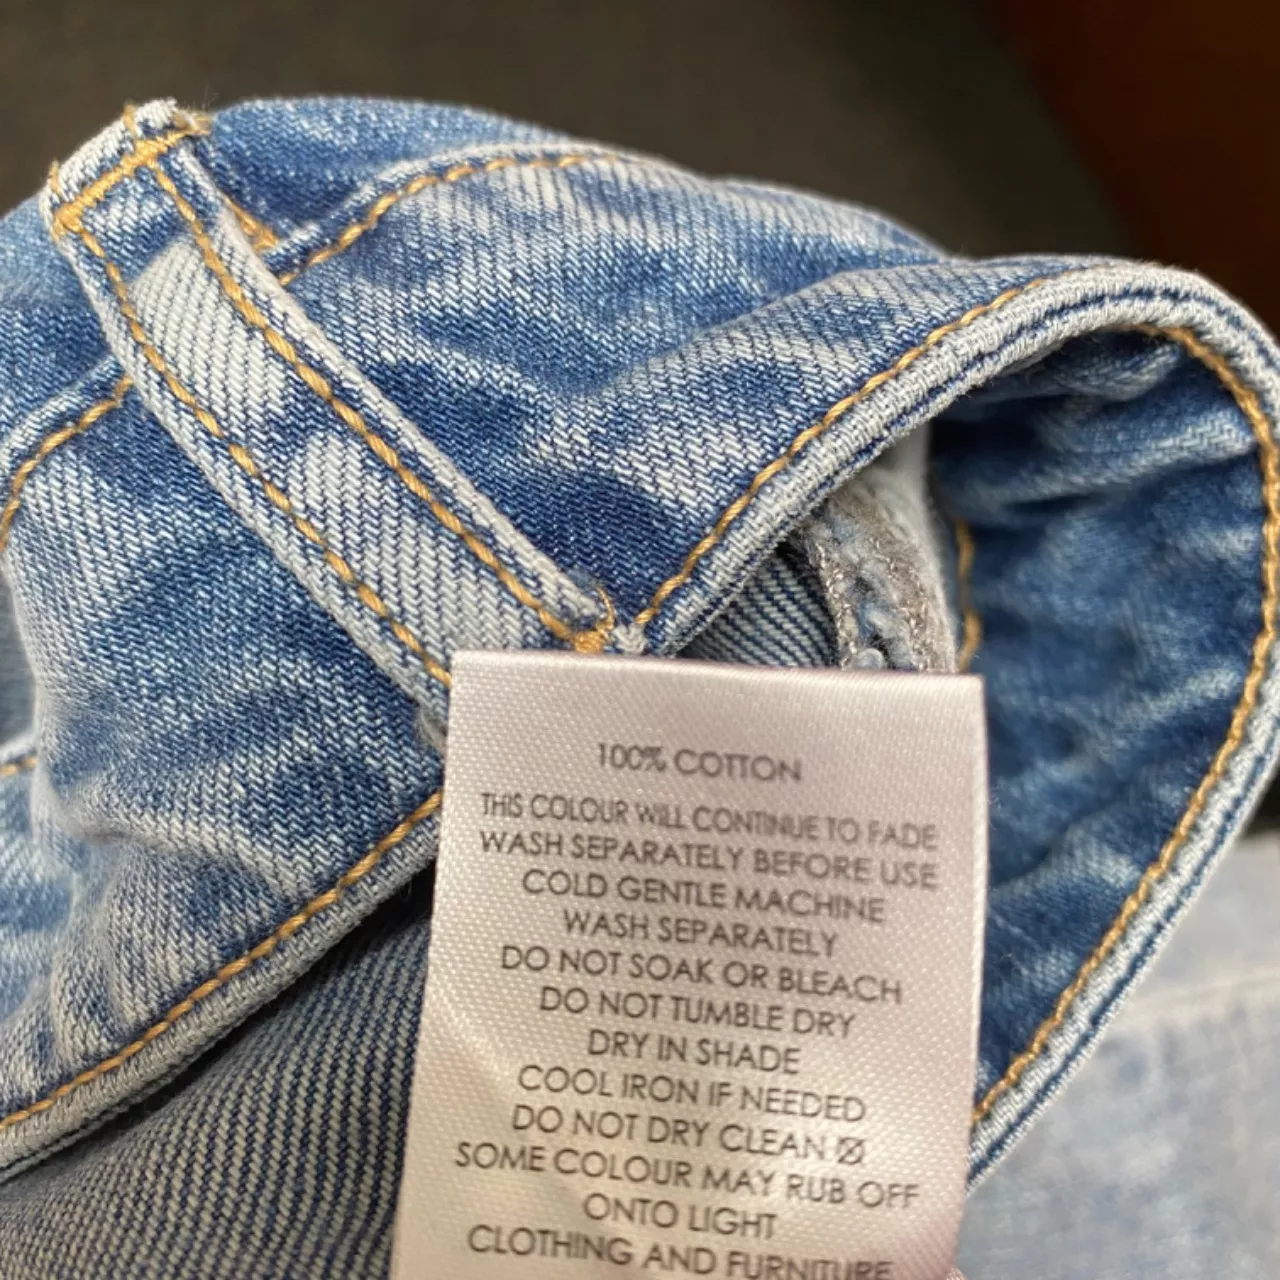 100% COTTON
THIS COLOUR WILL CONTINUE TO FADE
WASH SEPARATELY BEFORE USE
COLD GENTLE MACHINE
WASH SEPARATELY
DO NOT SOAK OR BLEACH
DO NOT TUMBLE DRY
DRY IN SHADE
COOL IRON IF NEEDED
DO NOT DRY CLEAN
SOME COLOUR MAY RUB OFF
ONTO LIGHT
CLOTHING AND FURNITURE